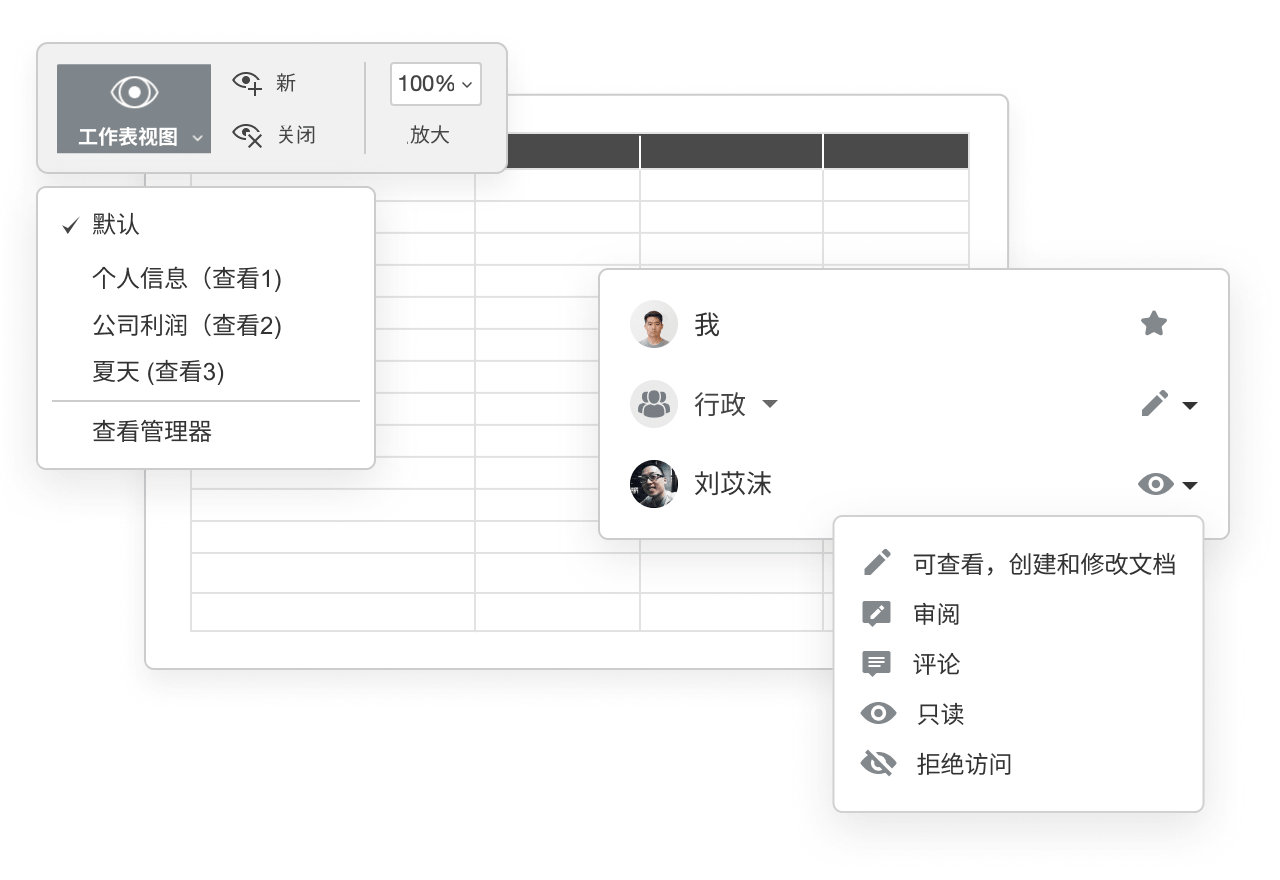 工作表视图
新
关闭
100%
放大
默认
个人信息（查看1)
公司利润（查看2)
夏天 (查看3)
查看管理器
我
行政
刘苡沫
可查看，创建和修改文档
审阅
评论
只读
拒绝访问